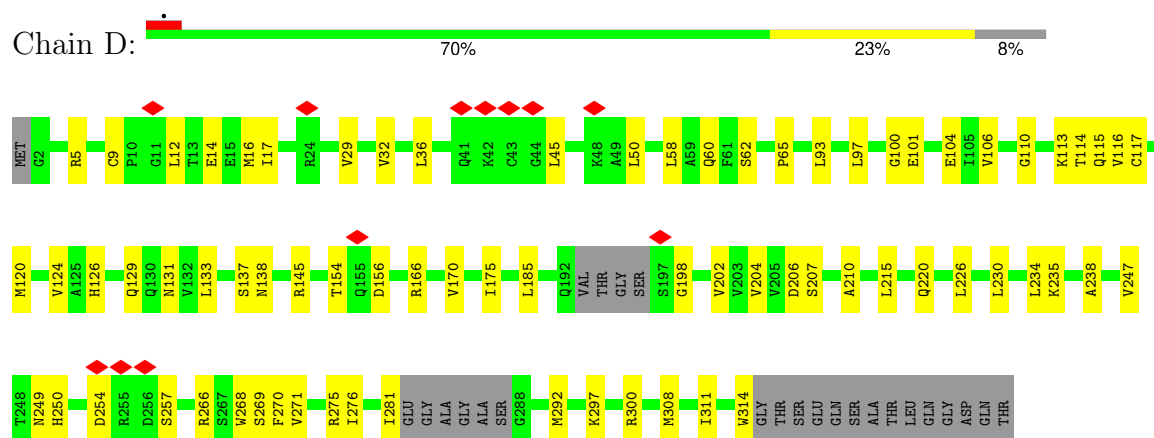 Chain D:
70% 23% 8%
MET G2 R5 C9 P10 G11 L12 T13 E14 E15 M16 I17 R24 V29 V32 L36 Q41 K42 C43 G44 L45 K48 A49 L50 L58 A59 Q60 F61 S62 P65 L93 L97 G100 E101 E104 I105 V106 G110 K113 T114 Q115 V116 C117
M120 V124 A125 H126 Q129 Q130 N131 V132 L133 S137 N138 R145 T154 Q155 D156 R166 V170 I175 L185 Q192 VAL THR GLY SER S197 G198 V202 V203 V204 V205 D206 S207 A210 L215 Q220 L226 L230 L234 K235 A238 V247
T248 N249 H250 D254 R255 D256 S257 R266 S267 W268 S269 F270 V271 R275 I276 I281 GLU GLY ALA GLY ALA SER G288 M292 K297 R300 M308 I311 W314 GLY THR SER GLU GLN SER ALA THR LEU GLN GLY ASP GLN THR